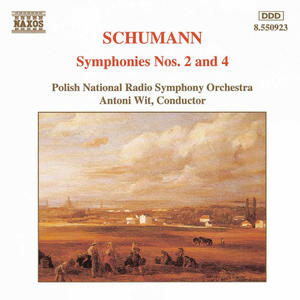 NAXOS
DDD
8.550923
SCHUMANN
Symphonies Nos. 2 and 4
Polish National Radio Symphony Orchestra
Antoni Wit, Conductor